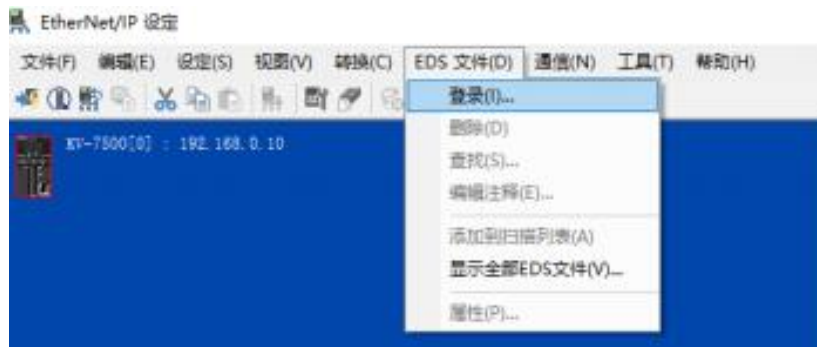 EtherNet/IP 设定
文件(F) 编辑(E) 设定(S) 视图(V) 转换(C) EDS 文件(D) 通信(N) 工具(T) 帮助(H)
登录(I)...
删除(D)
查找(S)...
编辑注释(E)...
添加到扫描列表(A)
显示全部EDS文件(V)...
属性(P)...
KV-7500[0] : 192.168.0.10